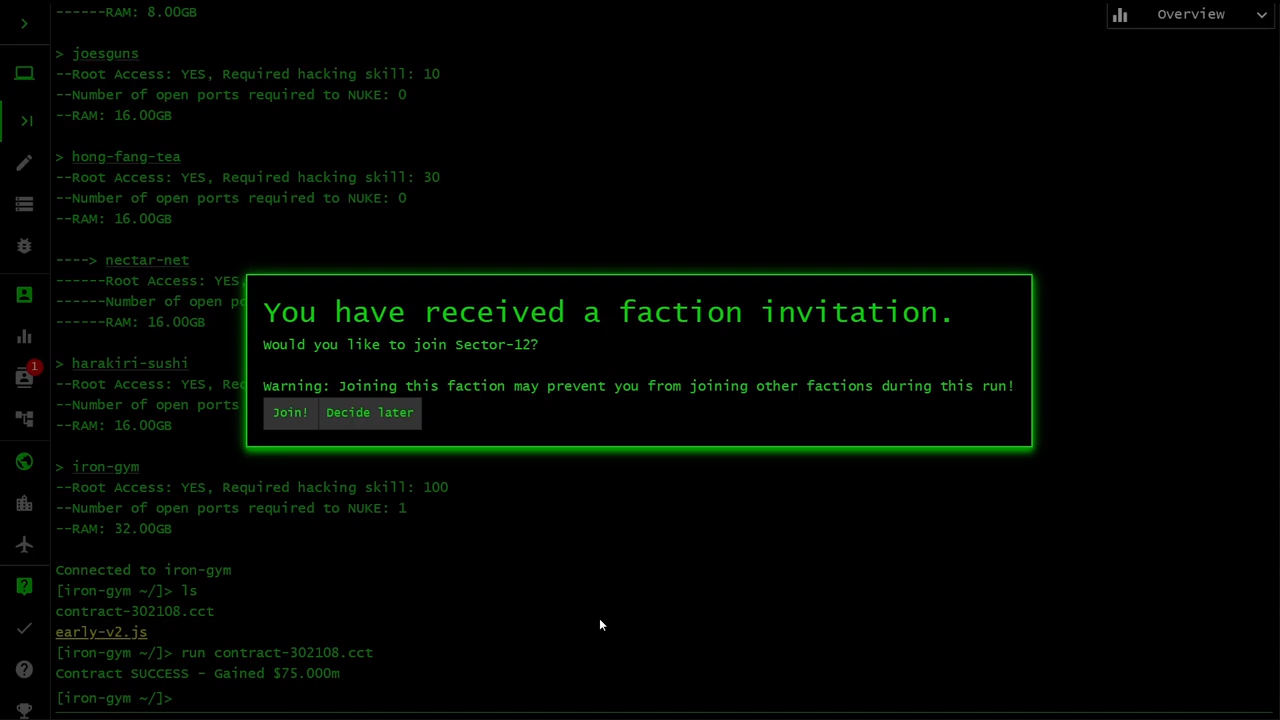 ------RAM: 8.00GB
Overview
> joesguns
--Root Access: YES, Required hacking skill: 10
--Number of open ports required to NUKE: 0
--RAM: 16.00GB
> hong-fang-tea
--Root Access: YES, Required hacking skill: 30
--Number of open ports required to NUKE: 0
--RAM: 16.00GB
----> nectar-net
------Root Access: YES,
------Number of open po
------RAM: 16.00GB
You have received a faction invitation.
Would you like to join Sector-12?
Warning: Joining this faction may prevent you from joining other factions during this run!
Join!
Decide later
1
> harakiri-sushi
--Root Access: YES, Req
--Number of open ports
--RAM: 16.00GB
> iron-gym
--Root Access: YES, Required hacking skill: 100
--Number of open ports required to NUKE: 1
--RAM: 32.00GB
Connected to iron-gym
[iron-gym ~/]> ls
contract-302108.cct
early-v2.js
[iron-gym ~/]> run contract-302108.cct
Contract SUCCESS - Gained $75.000m
[iron-gym ~/]>